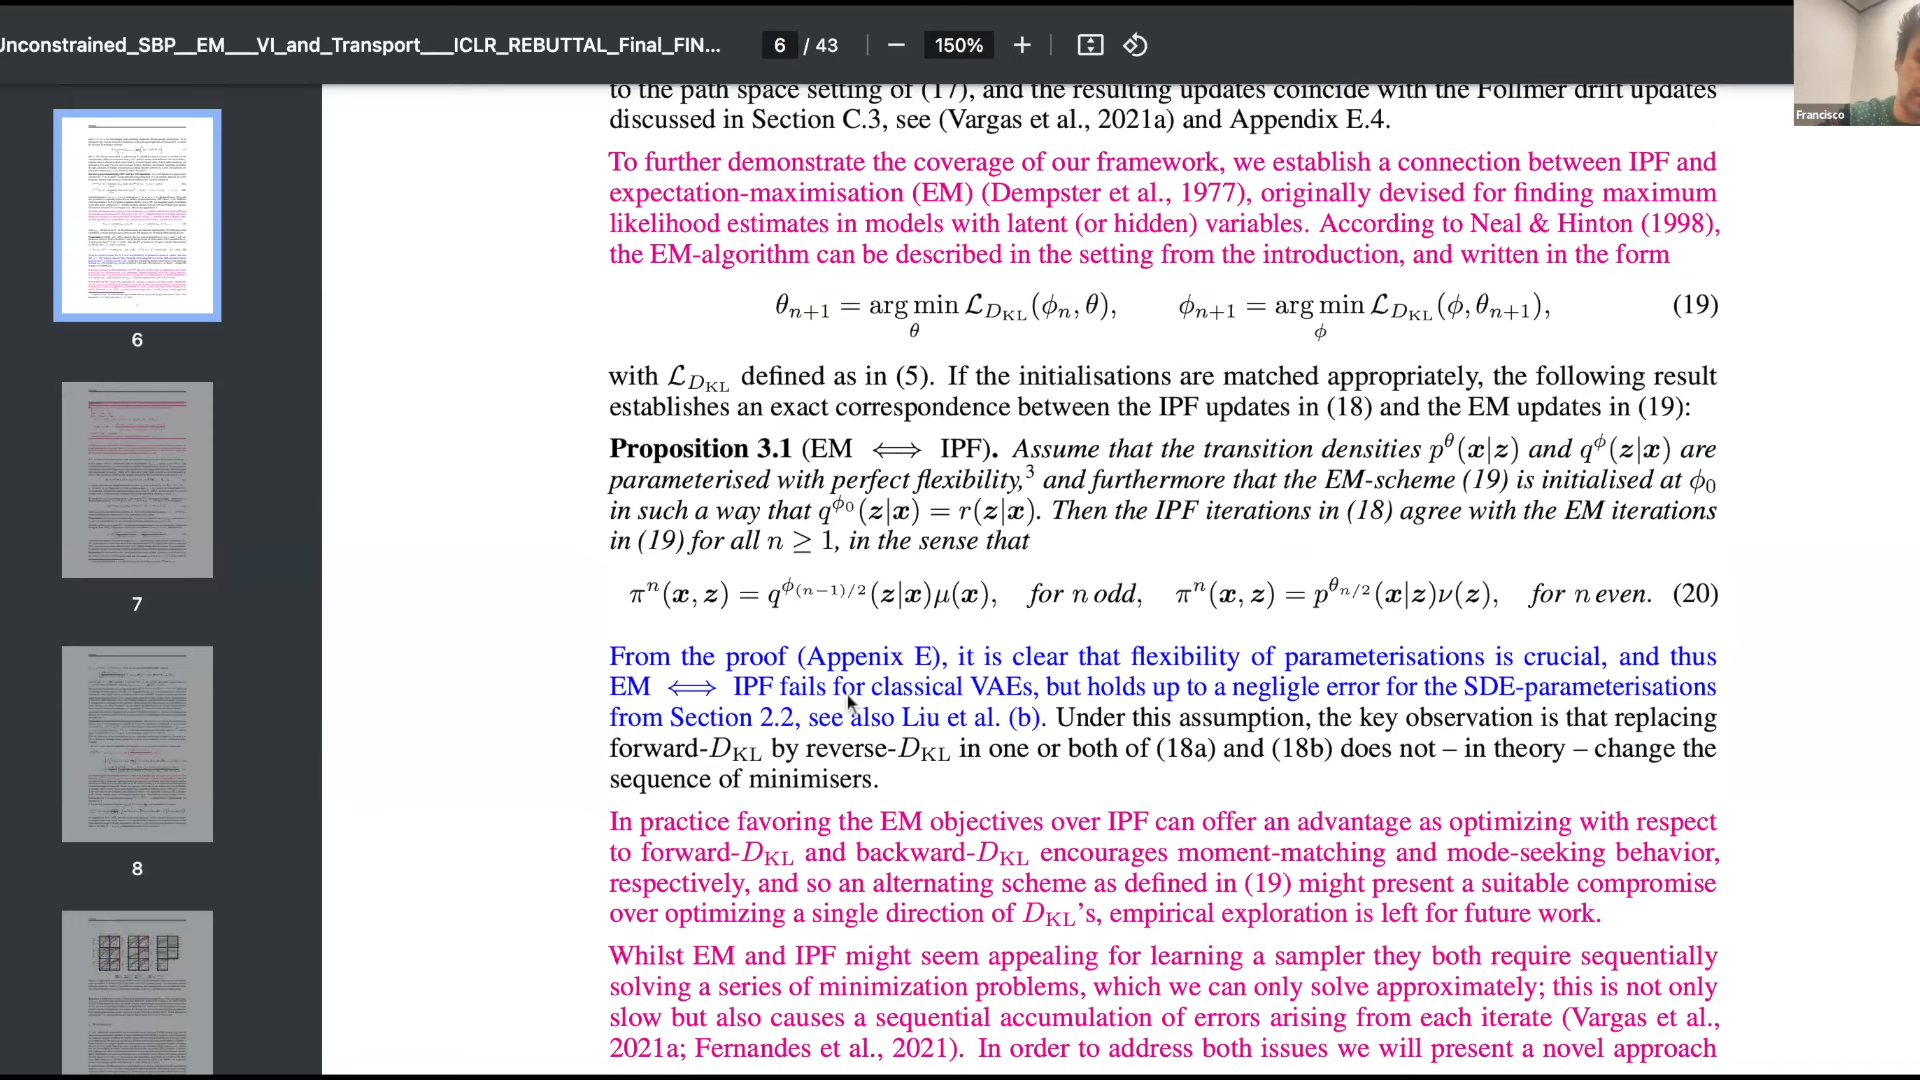 Unconstrained_SBP__EM___VI_and_Transport___ICLR_REBUTTAL_Final_FIN...
6 / 43
150%
Francisco
6
7
8
to the path space setting of (17), and the resulting updates coincide with the Föllmer drift updates
discussed in Section C.3, see (Vargas et al., 2021a) and Appendix E.4.
To further demonstrate the coverage of our framework, we establish a connection between IPF and
expectation-maximisation (EM) (Dempster et al., 1977), originally devised for finding maximum
likelihood estimates in models with latent (or hidden) variables. According to Neal & Hinton (1998),
the EM-algorithm can be described in the setting from the introduction, and written in the form
θ_{n+1} = arg min_θ ℒ_{D_KL}(ϕ_n, θ), ϕ_{n+1} = arg min_ϕ ℒ_{D_KL}(ϕ, θ_{n+1}), (19)
with ℒ_{D_KL} defined as in (5). If the initialisations are matched appropriately, the following result
establishes an exact correspondence between the IPF updates in (18) and the EM updates in (19):
Proposition 3.1 (EM ⟺ IPF). Assume that the transition densities p^θ(x|z) and q^ϕ(z|x) are
parameterised with perfect flexibility,³ and furthermore that the EM-scheme (19) is initialised at ϕ_0
in such a way that q^{ϕ_0}(z|x) = r(z|x). Then the IPF iterations in (18) agree with the EM iterations
in (19) for all n ≥ 1, in the sense that
π^n(x, z) = q^{ϕ_{(n−1)/2}}(z|x)μ(x), for n odd, π^n(x, z) = p^{θ_{n/2}}(x|z)ν(z), for n even. (20)
From the proof (Appenix E), it is clear that flexibility of parameterisations is crucial, and thus
EM ⟺ IPF fails for classical VAEs, but holds up to a negligle error for the SDE-parameterisations
from Section 2.2, see also Liu et al. (b). Under this assumption, the key observation is that replacing
forward-D_KL by reverse-D_KL in one or both of (18a) and (18b) does not – in theory – change the
sequence of minimisers.
In practice favoring the EM objectives over IPF can offer an advantage as optimizing with respect
to forward-D_KL and backward-D_KL encourages moment-matching and mode-seeking behavior,
respectively, and so an alternating scheme as defined in (19) might present a suitable compromise
over optimizing a single direction of D_KL's, empirical exploration is left for future work.
Whilst EM and IPF might seem appealing for learning a sampler they both require sequentially
solving a series of minimization problems, which we can only solve approximately; this is not only
slow but also causes a sequential accumulation of errors arising from each iterate (Vargas et al.,
2021a; Fernandes et al., 2021). In order to address both issues we will present a novel approach